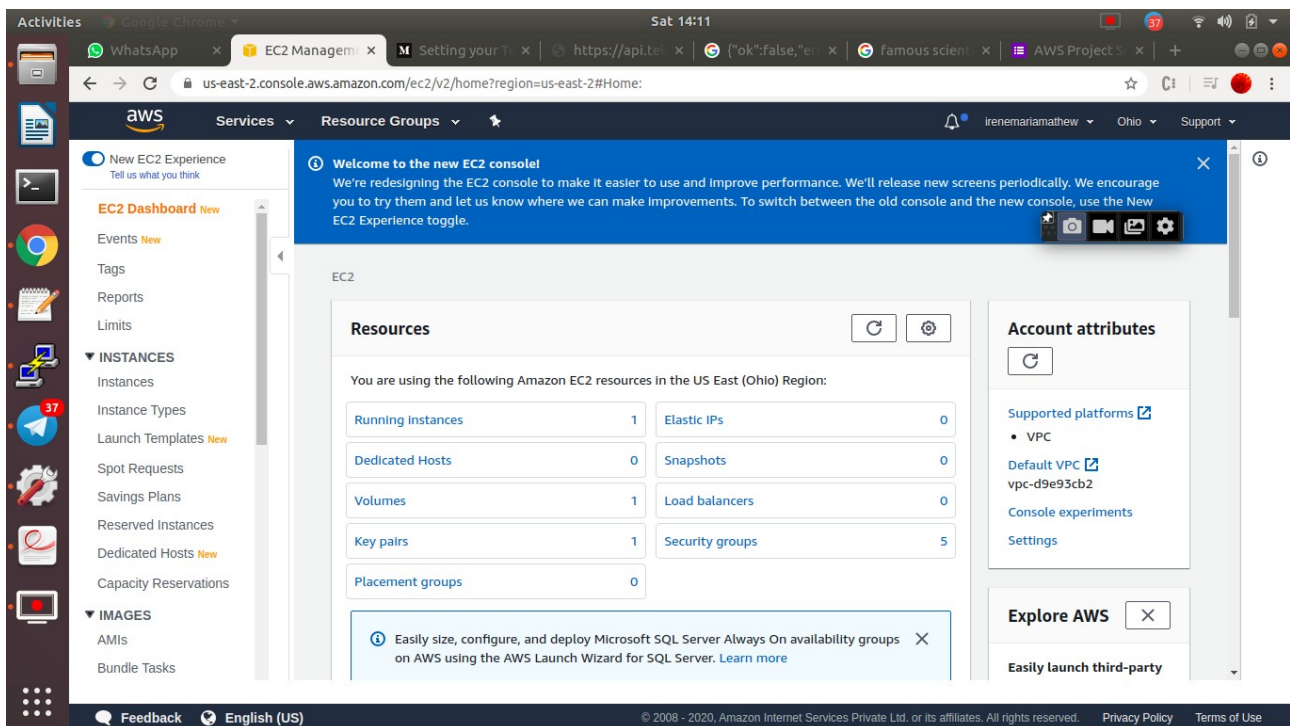 Activities
Google Chrome
Sat 14:11
37
WhatsApp
EC2 Managem
M Setting your T
https://api.tel
{"ok":false,"er
famous scient
AWS Project S
us-east-2.console.aws.amazon.com/ec2/v2/home?region=us-east-2#Home:
aws
Services
Resource Groups
irenemariamathew
Ohio
Support
New EC2 Experience
Tell us what you think
EC2 Dashboard New
Events New
Tags
Reports
Limits
INSTANCES
Instances
Instance Types
Launch Templates New
Spot Requests
Savings Plans
Reserved Instances
Dedicated Hosts New
Capacity Reservations
IMAGES
AMIs
Bundle Tasks
37
Welcome to the new EC2 console!
We're redesigning the EC2 console to make it easier to use and improve performance. We'll release new screens periodically. We encourage
you to try them and let us know where we can make improvements. To switch between the old console and the new console, use the New
EC2 Experience toggle.
EC2
Resources
You are using the following Amazon EC2 resources in the US East (Ohio) Region:
Running instances 1
Elastic IPs 0
Dedicated Hosts 0
Snapshots 0
Volumes 1
Load balancers 0
Key pairs 1
Security groups 5
Placement groups 0
Easily size, configure, and deploy Microsoft SQL Server Always On availability groups
on AWS using the AWS Launch Wizard for SQL Server. Learn more
Account attributes
Supported platforms
• VPC
Default VPC
vpc-d9e93cb2
Console experiments
Settings
Explore AWS
Easily launch third-party
Feedback
English (US)
© 2008 - 2020, Amazon Internet Services Private Ltd. or its affiliates. All rights reserved.
Privacy Policy
Terms of Use